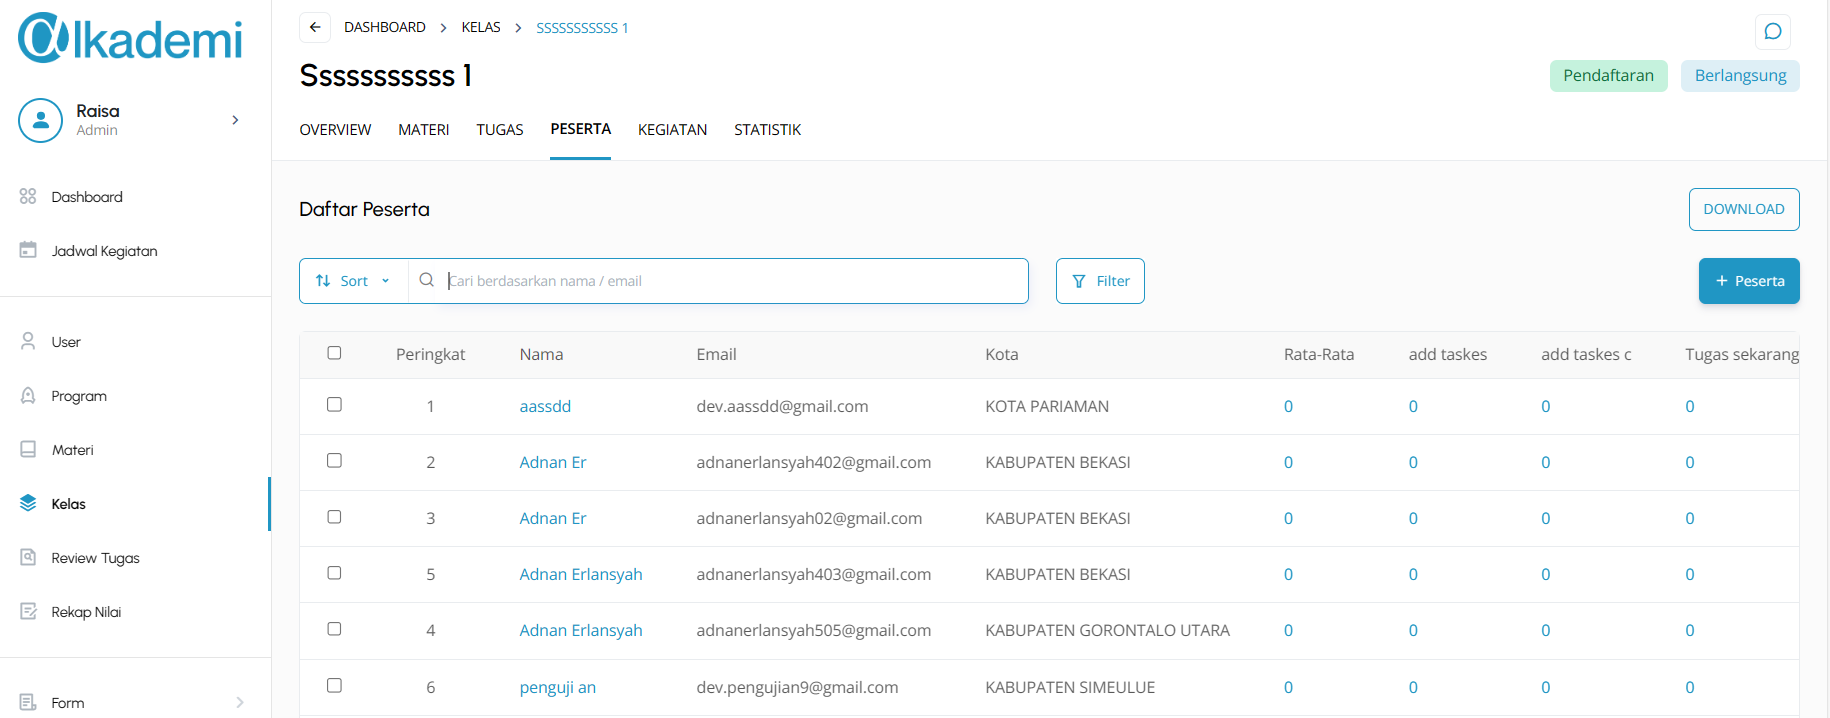 @lkademi
Raisa
Admin
Dashboard
Jadwal Kegiatan
User
Program
Materi
Kelas
Review Tugas
Rekap Nilai
Form
DASHBOARD > KELAS > SSSSSSSSSSS 1
Sssssssssss 1
Pendaftaran Berlangsung
OVERVIEW MATERI TUGAS PESERTA KEGIATAN STATISTIK
Daftar Peserta
DOWNLOAD
Sort Cari berdasarkan nama / email Filter + Peserta
Peringkat Nama Email Kota Rata-Rata add taskes add taskes c Tugas sekarang
1 aassdd dev.aassdd@gmail.com KOTA PARIAMAN 0 0 0 0
2 Adnan Er adnanerlansyah402@gmail.com KABUPATEN BEKASI 0 0 0 0
3 Adnan Er adnanerlansyah02@gmail.com KABUPATEN BEKASI 0 0 0 0
5 Adnan Erlansyah adnanerlansyah403@gmail.com KABUPATEN BEKASI 0 0 0 0
4 Adnan Erlansyah adnanerlansyah505@gmail.com KABUPATEN GORONTALO UTARA 0 0 0 0
6 penguji an dev.pengujian9@gmail.com KABUPATEN SIMEULUE 0 0 0 0